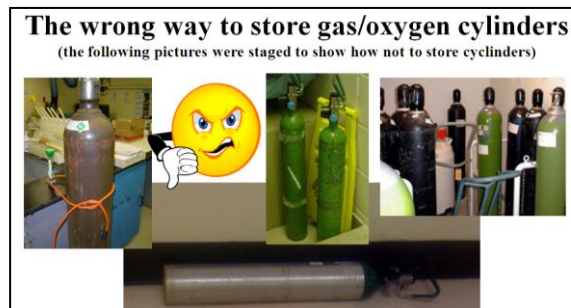 The wrong way to store gas/oxygen cylinders
(the following pictures were staged to show how not to store cyclinders)